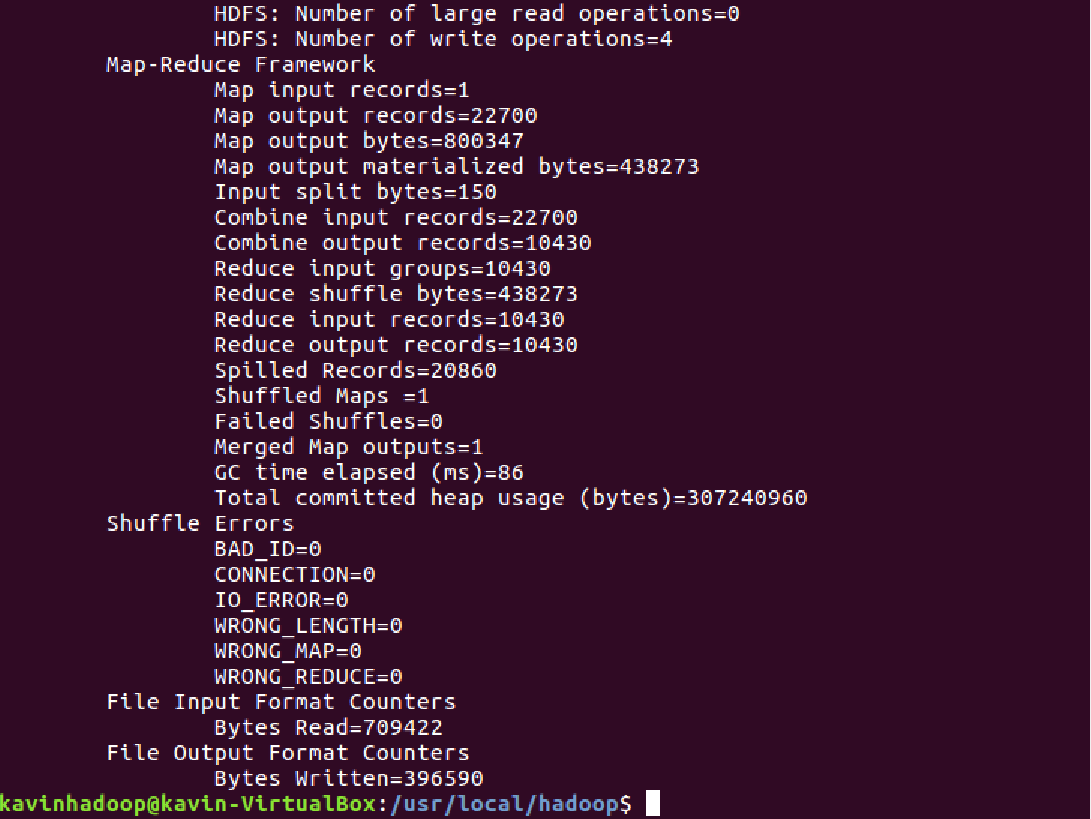 HDFS: Number of large read operations=0
HDFS: Number of write operations=4
Map-Reduce Framework
Map input records=1
Map output records=22700
Map output bytes=800347
Map output materialized bytes=438273
Input split bytes=150
Combine input records=22700
Combine output records=10430
Reduce input groups=10430
Reduce shuffle bytes=438273
Reduce input records=10430
Reduce output records=10430
Spilled Records=20860
Shuffled Maps =1
Failed Shuffles=0
Merged Map outputs=1
GC time elapsed (ms)=86
Total committed heap usage (bytes)=307240960
Shuffle Errors
BAD_ID=0
CONNECTION=0
IO_ERROR=0
WRONG_LENGTH=0
WRONG_MAP=0
WRONG_REDUCE=0
File Input Format Counters
Bytes Read=709422
File Output Format Counters
Bytes Written=396590
kavinhadoop@kavin-VirtualBox:/usr/local/hadoop$